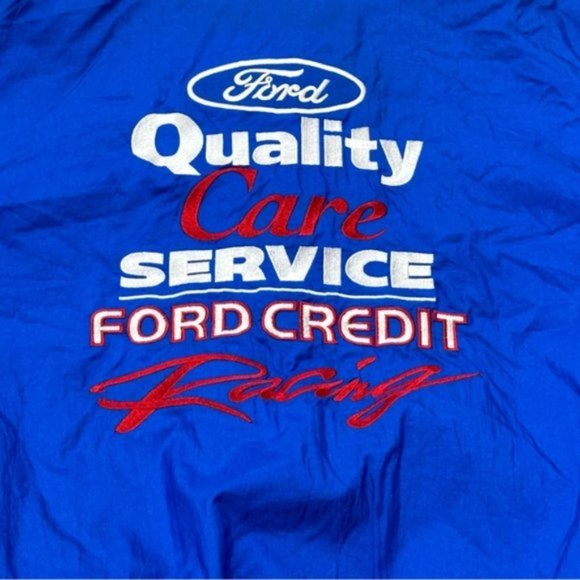 Ford
Quality
Care
SERVICE
FORD CREDIT
Racing